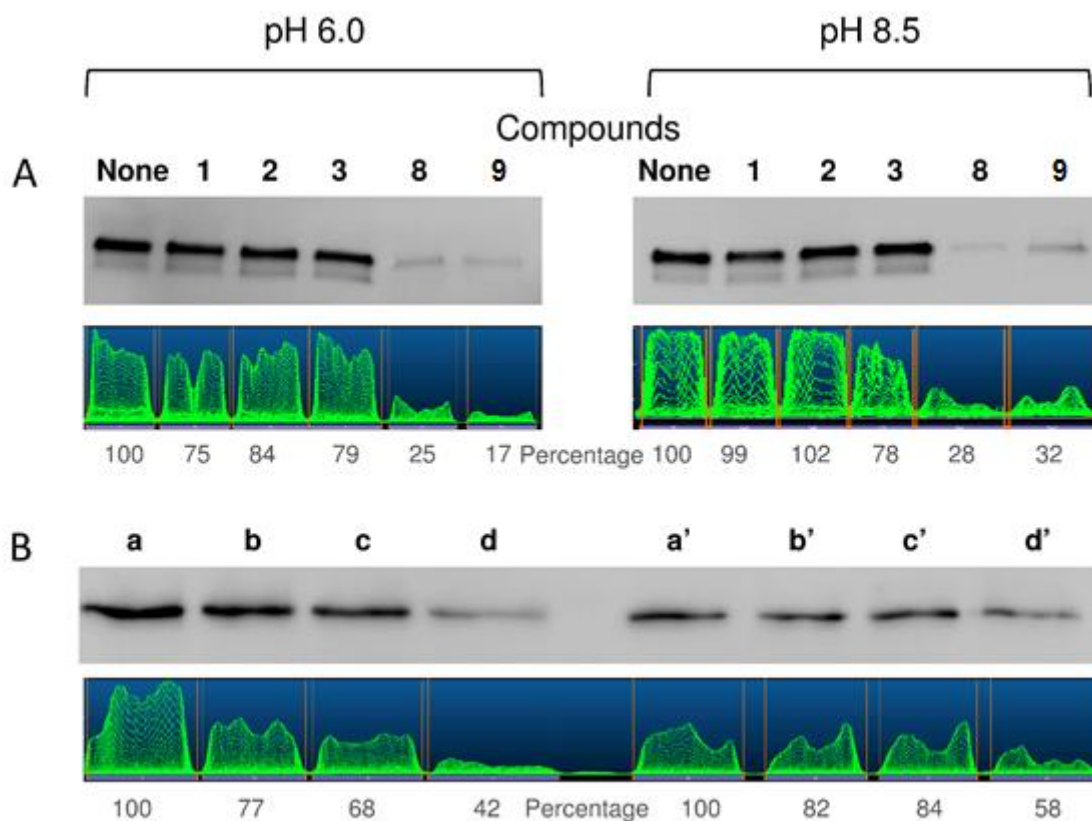 pH 6.0 pH 8.5
Compounds
A None 1 2 3 8 9 None 1 2 3 8 9
100 75 84 79 25 17 Percentage 100 99 102 78 28 32
B a b c d a’ b’ c’ d’
100 77 68 42 Percentage 100 82 84 58